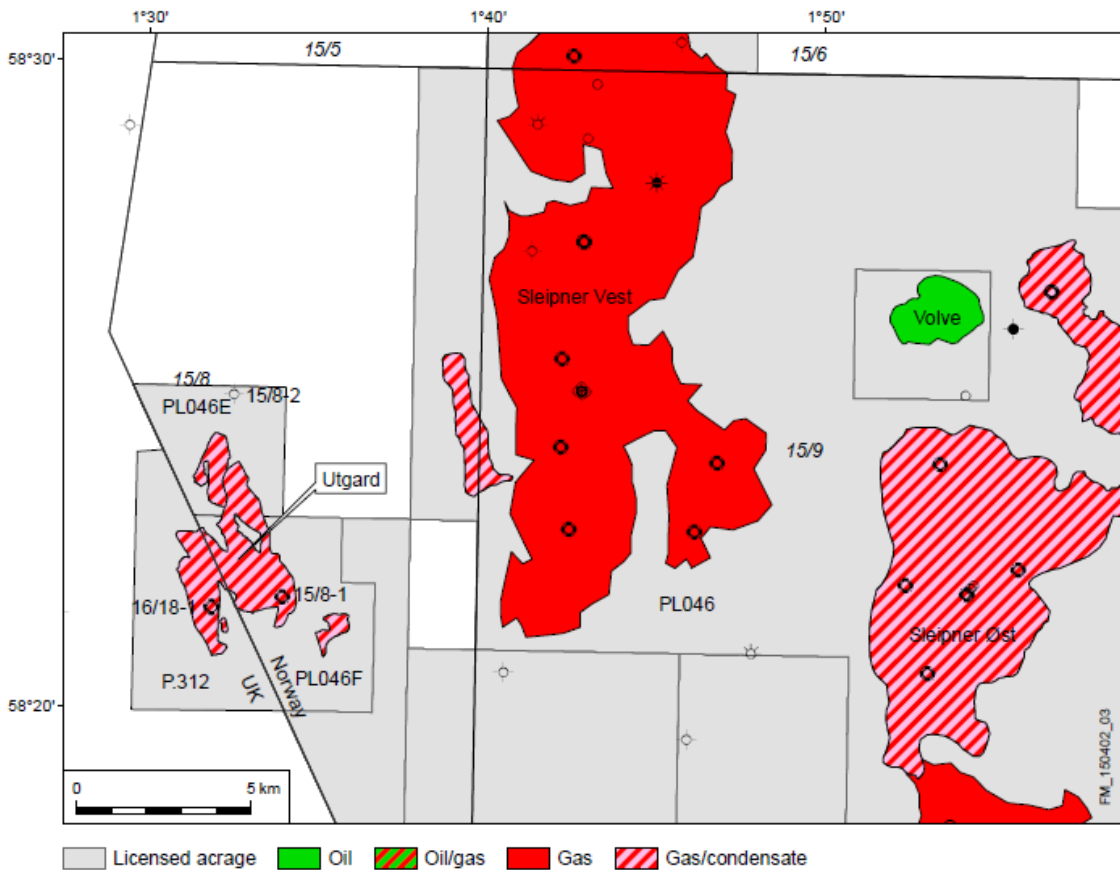 1°30'
1°40'
1°50'
58°30'
15/5
15/6
Sleipner Vest
Volve
15/8
15/8-2
PL046E
15/9
Utgard
16/18-1
15/8-1
PL046
Sleipner Øst
P.312
Norway
UK
PL046F
58°20'
FM_150402_03
0
5 km
Licensed acrage
Oil
Oil/gas
Gas
Gas/condensate